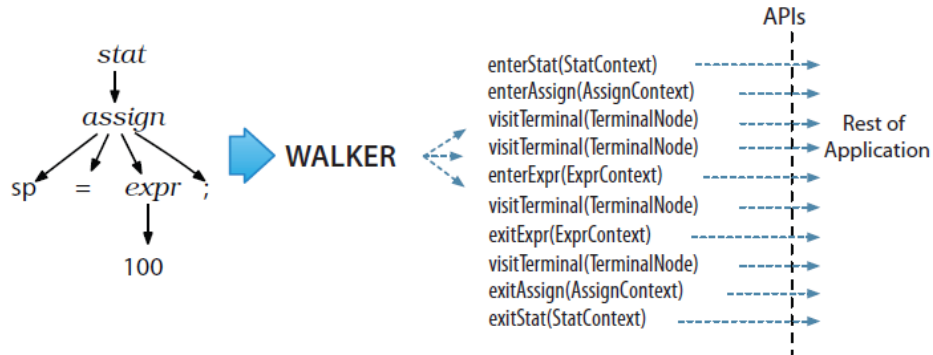 APIs
stat
assign
sp = expr ;
100
WALKER
enterStat(StatContext)
enterAssign(AssignContext)
visitTerminal(TerminalNode)
visitTerminal(TerminalNode)
enterExpr(ExprContext)
visitTerminal(TerminalNode)
exitExpr(ExprContext)
visitTerminal(TerminalNode)
exitAssign(AssignContext)
exitStat(StatContext)
Rest of
Application